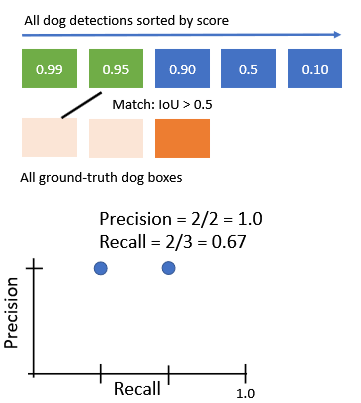 All dog detections sorted by score
0.99 0.95 0.90 0.5 0.10
Match: IoU > 0.5
All ground-truth dog boxes
Precision = 2/2 = 1.0
Recall = 2/3 = 0.67
Precision
Recall
1.0